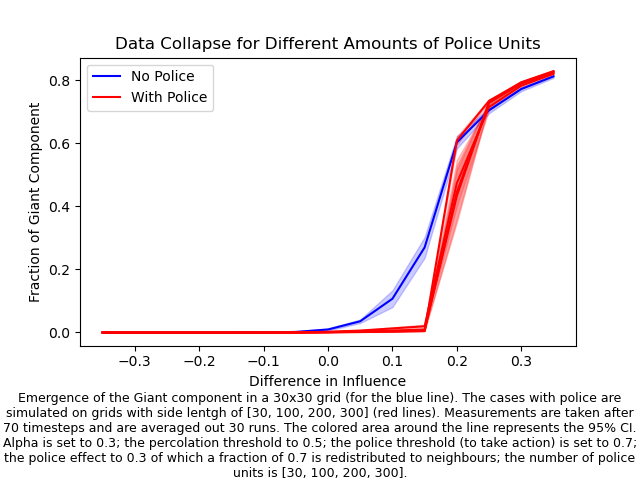 Data Collapse for Different Amounts of Police Units
No Police
With Police
Fraction of Giant Component
0.8
0.6
0.4
0.2
0.0
−0.3 −0.2 −0.1 0.0 0.1 0.2 0.3
Difference in Influence
Emergence of the Giant component in a 30x30 grid (for the blue line). The cases with police are
simulated on grids with side lentgh of [30, 100, 200, 300] (red lines). Measurements are taken after
70 timesteps and are averaged out 30 runs. The colored area around the line represents the 95% CI.
Alpha is set to 0.3; the percolation threshold to 0.5; the police threshold (to take action) is set to 0.7;
the police effect to 0.3 of which a fraction of 0.7 is redistributed to neighbours; the number of police
units is [30, 100, 200, 300].